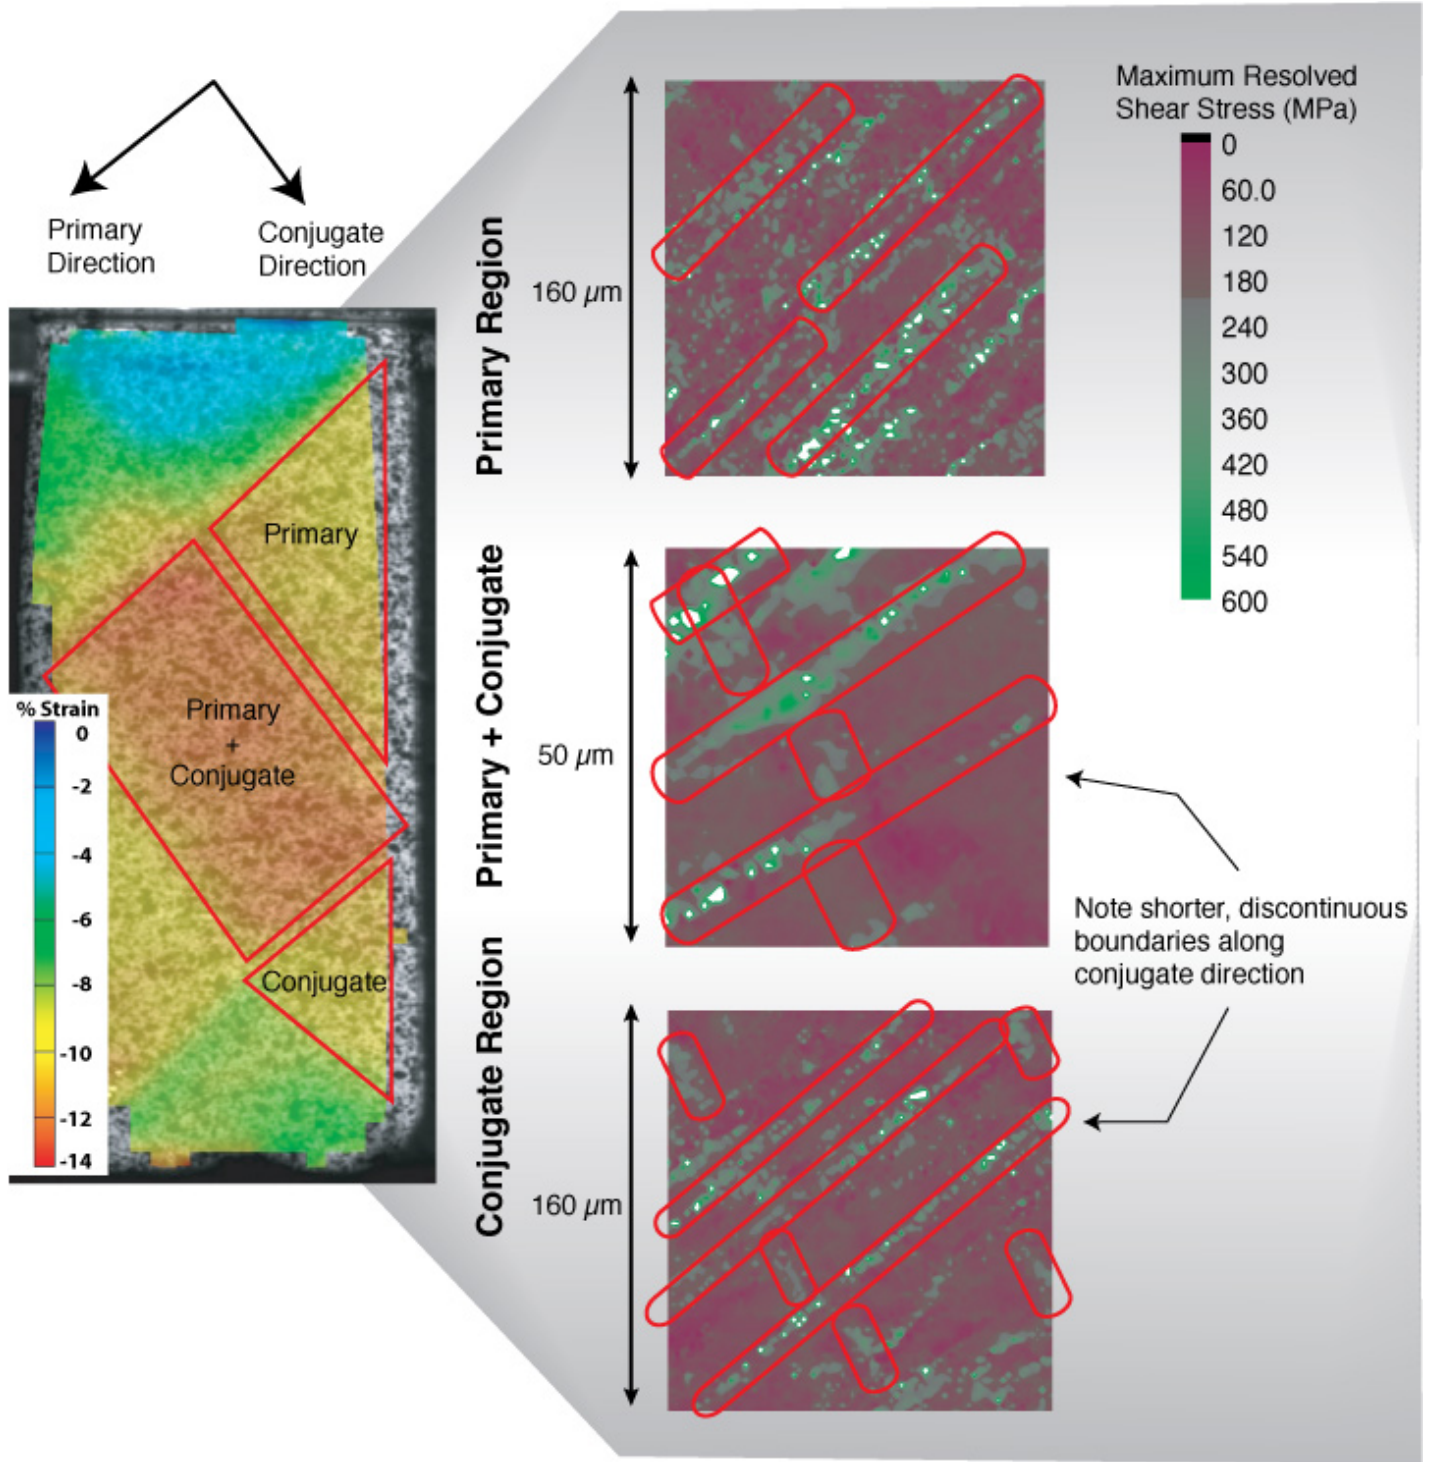 Primary
Direction
Conjugate
Direction
Primary
Primary
+
Conjugate
Conjugate
% Strain
0
-2
-4
-6
-8
-10
-12
-14
Primary Region
160 µm
Primary + Conjugate
50 µm
Conjugate Region
160 µm
Maximum Resolved
Shear Stress (MPa)
0
60.0
120
180
240
300
360
420
480
540
600
Note shorter, discontinuous
boundaries along
conjugate direction